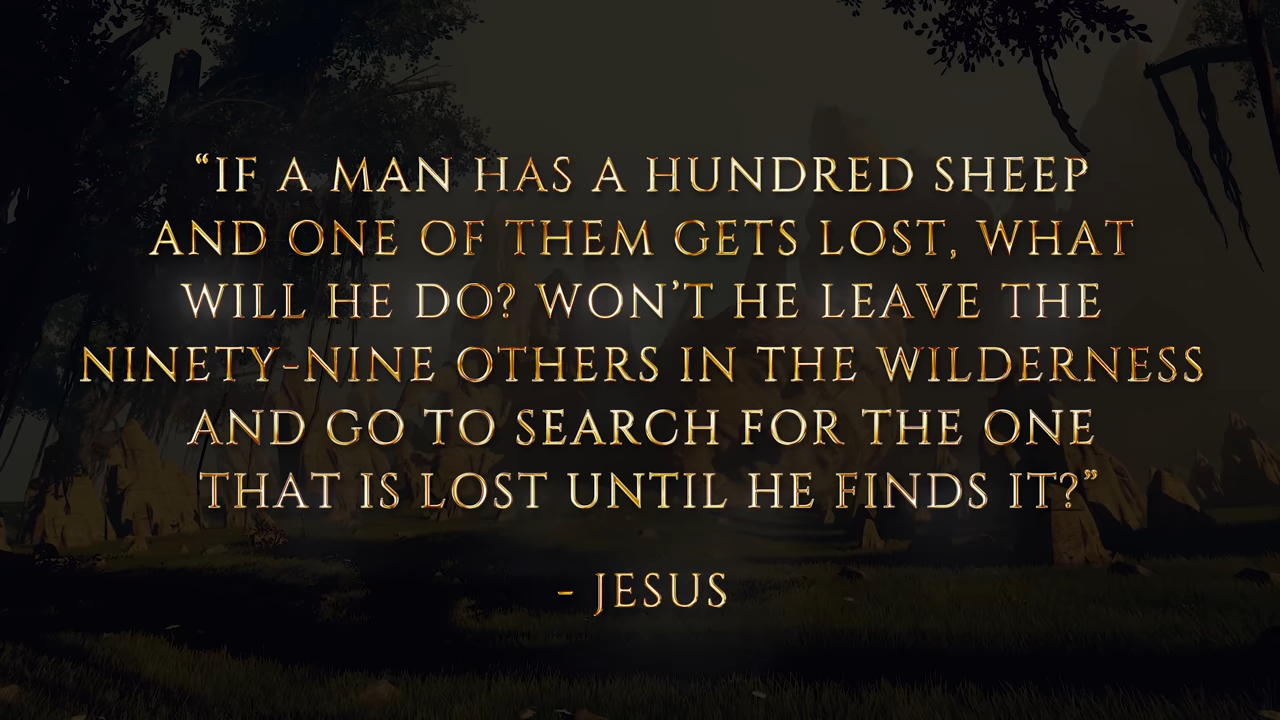 “IF A MAN HAS A HUNDRED SHEEP
AND ONE OF THEM GETS LOST, WHAT
WILL HE DO? WON’T HE LEAVE THE
NINETY-NINE OTHERS IN THE WILDERNESS
AND GO TO SEARCH FOR THE ONE
THAT IS LOST UNTIL HE FINDS IT?”
- JESUS